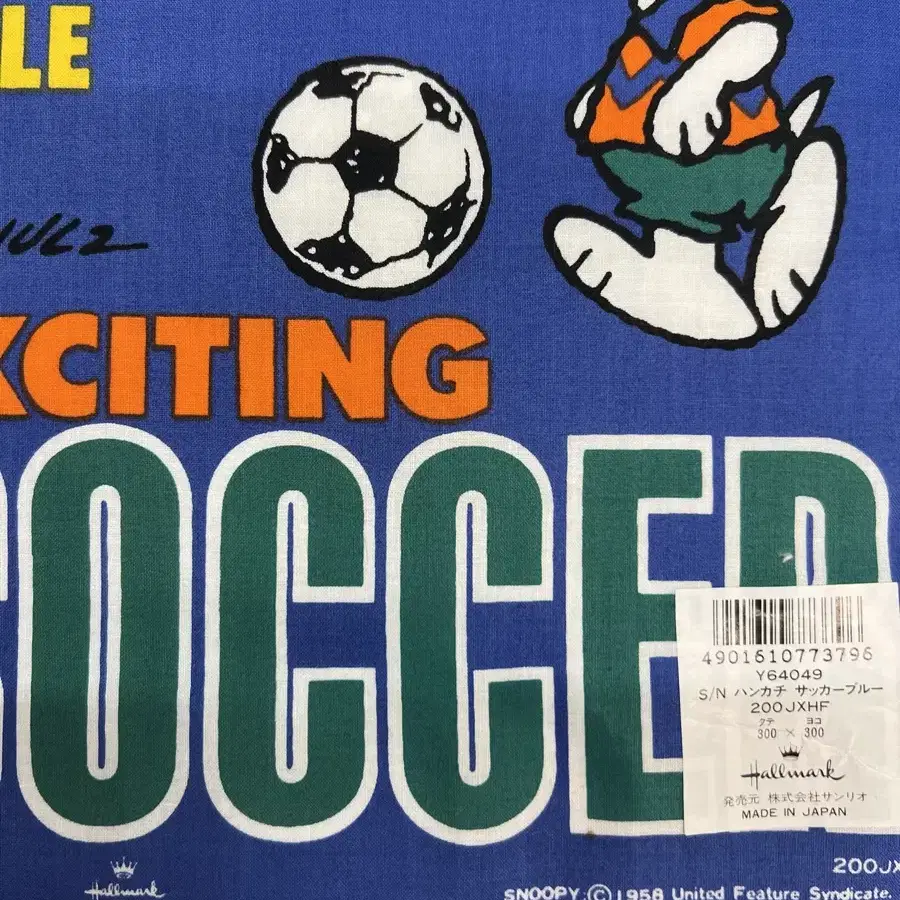 LE
XCITING
SOCCER
4901610773796
Y64049
S/N ハンカチ サッカーブルー
200JXHF
タテ ヨコ
300 × 300
Hallmark
発売元 株式会社サンリオ
MADE IN JAPAN
200JX
Hallmark
SNOOPY:© 1958 United Feature Syndicate.